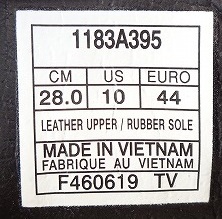 1183A395
CM US EURO
28.0 10 44
LEATHER UPPER / RUBBER SOLE
MADE IN VIETNAM
FABRIQUE AU VIETNAM
F460619 TV